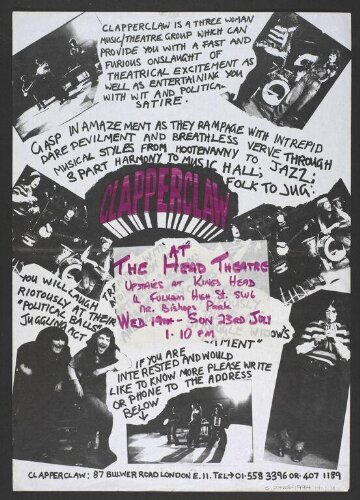 CLAPPERCLAW IS A THREE WOMAN
MUSIC/THEATRE GROUP WHICH CAN
PROVIDE YOU WITH A FAST AND
FURIOUS ONSLAUGHT OF
THEATRICAL EXCITEMENT AS
WELL AS ENTERTAINING YOU
WITH WIT AND POLITICAL
SATIRE.
GASP IN AMAZEMENT AS THEY RAMPAGE WITH INTREPID
DARE DEVILMENT AND BREATHLESS VERVE THROUGH
MUSICAL STYLES FROM HOOTENANNY TO JAZZ;
3 PART HARMONY TO MUSIC HALL;
FOLK TO JUG.
CLAPPERCLAW
AT
THE HEAD THEATRE
UPSTAIRS AT KINGS HEAD
4 FULHAM HIGH ST. SW6
NR. BISHOPS PARK
WED. 19TH - SUN 23RD JULY
1.10 PM
YOU WILL LAUGH
RIOTOUSLY AT THEIR
"POLITICAL BALLS"
JUGGLING ACT
MENT"
IF YOU ARE
INTERESTED AND WOULD
LIKE TO KNOW MORE PLEASE WRITE
OR PHONE TO THE ADDRESS
BELOW
CLAPPERCLAW: 87 BULWER ROAD LONDON E.11. TEL→01-558 3396 OR 407 1189